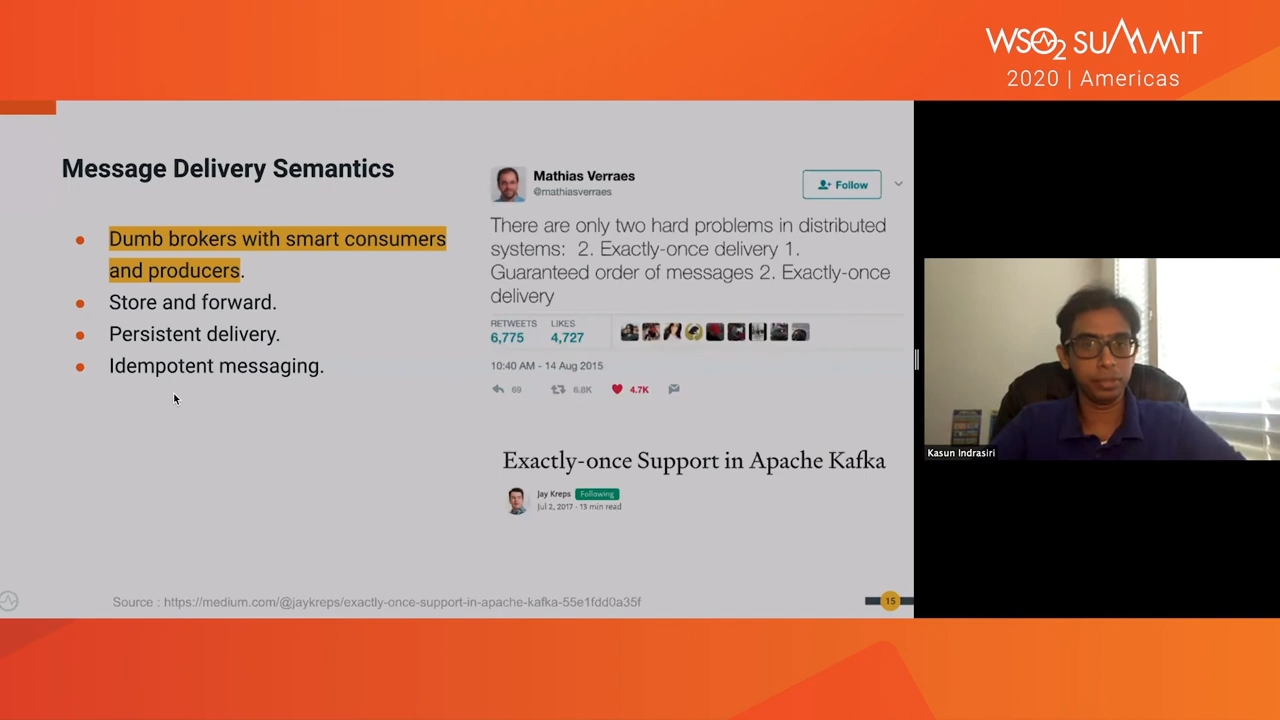 WSO2 SUMMIT
2020 | Americas
Message Delivery Semantics
Dumb brokers with smart consumers
and producers.
Store and forward.
Persistent delivery.
Idempotent messaging.
Mathias Verraes
@mathiasverraes
Follow
There are only two hard problems in distributed
systems: 2. Exactly-once delivery 1.
Guaranteed order of messages 2. Exactly-once
delivery
RETWEETS LIKES
6,775 4,727
10:40 AM - 14 Aug 2015
69 6.8K 4.7K
Exactly-once Support in Apache Kafka
Jay Kreps Following
Jul 2, 2017 · 13 min read
Source : https://medium.com/@jaykreps/exactly-once-support-in-apache-kafka-55e1fdd0a35f
15
Kasun Indrasiri